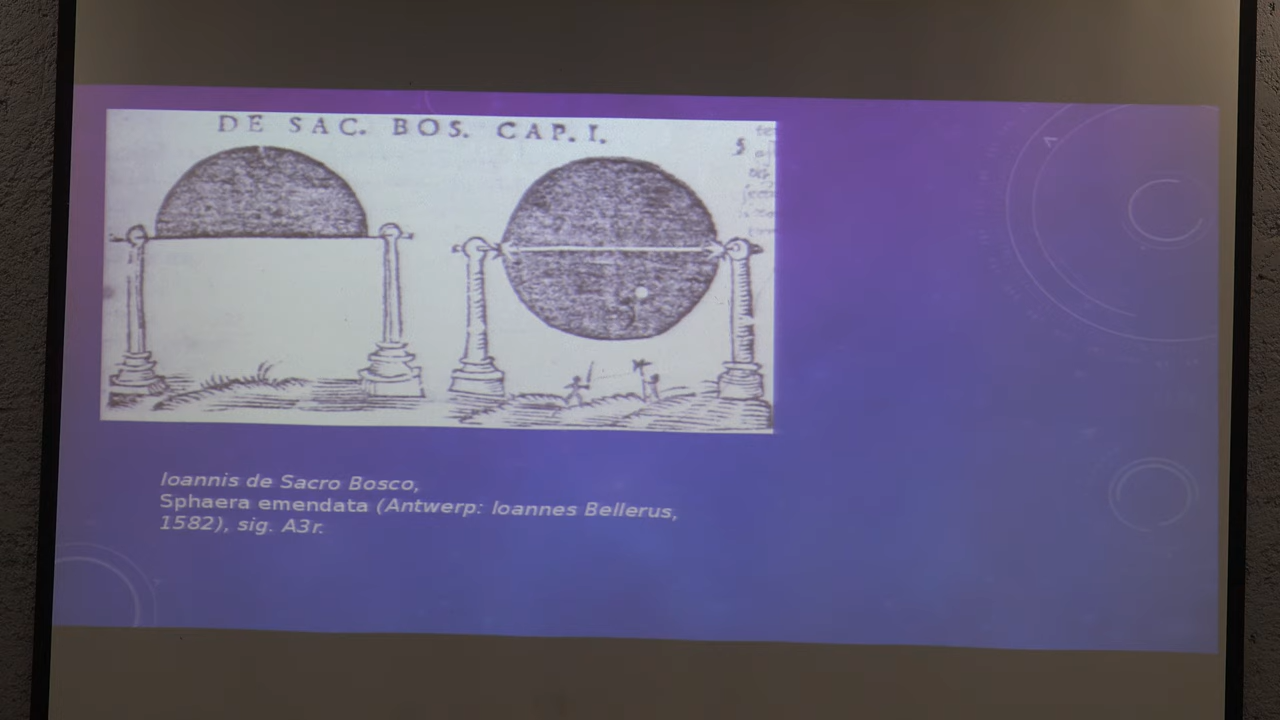 DE SAC. BOS. CAP. I.
5
Ioannis de Sacro Bosco,
Sphaera emendata (Antwerp: Ioannes Bellerus,
1582), sig. A3r.